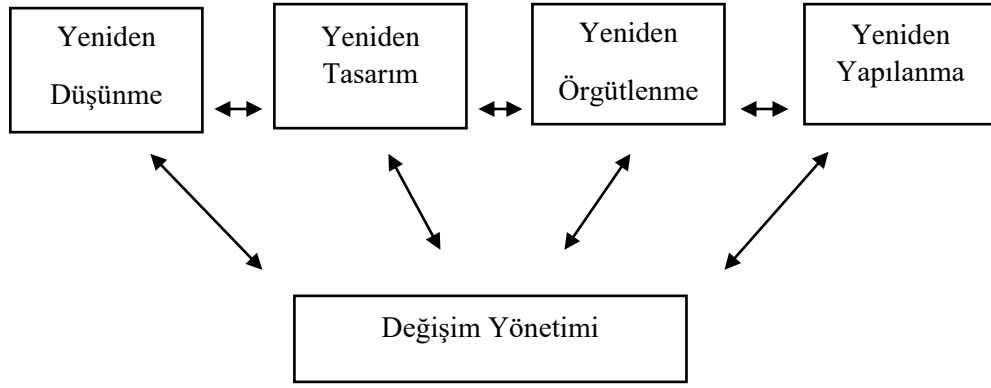 Yeniden
Düşünme
Yeniden
Tasarım
Yeniden
Örgütlenme
Yeniden
Yapılanma
Değişim Yönetimi